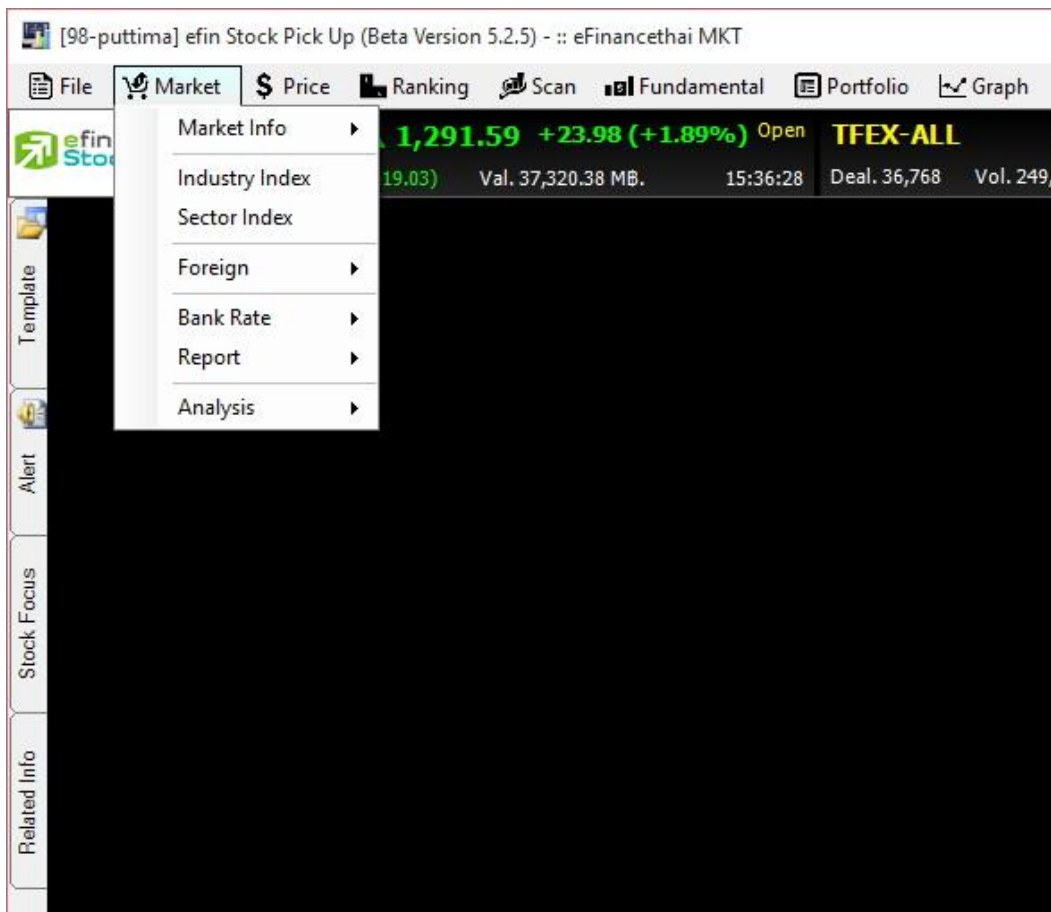 [98-puttima] efin Stock Pick Up (Beta Version 5.2.5) - :: eFinancethai MKT
File Market $ Price Ranking Scan Fundamental Portfolio Graph
efin 1,291.59 +23.98 (+1.89%) Open TFEX-ALL
19.03) Val. 37,320.38 M฿. 15:36:28 Deal. 36,768 Vol. 249,
Market Info
Industry Index
Sector Index
Foreign
Bank Rate
Report
Analysis
Template
Alert
Stock Focus
Related Info